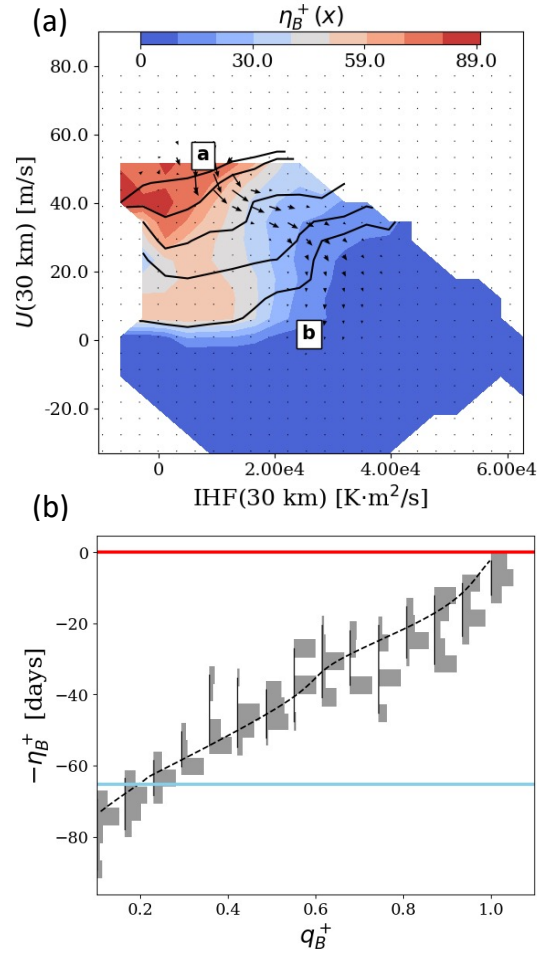 (a)
η_B^+(x)
0 30.0 59.0 89.0
80.0
60.0
40.0
20.0
0
-20.0
U(30 km) [m/s]
a
b
0 2.00e4 4.00e4 6.00e4
IHF(30 km) [K·m²/s]
(b)
0
−20
−40
−60
−80
−η_B^+ [days]
0.2 0.4 0.6 0.8 1.0
q_B^+